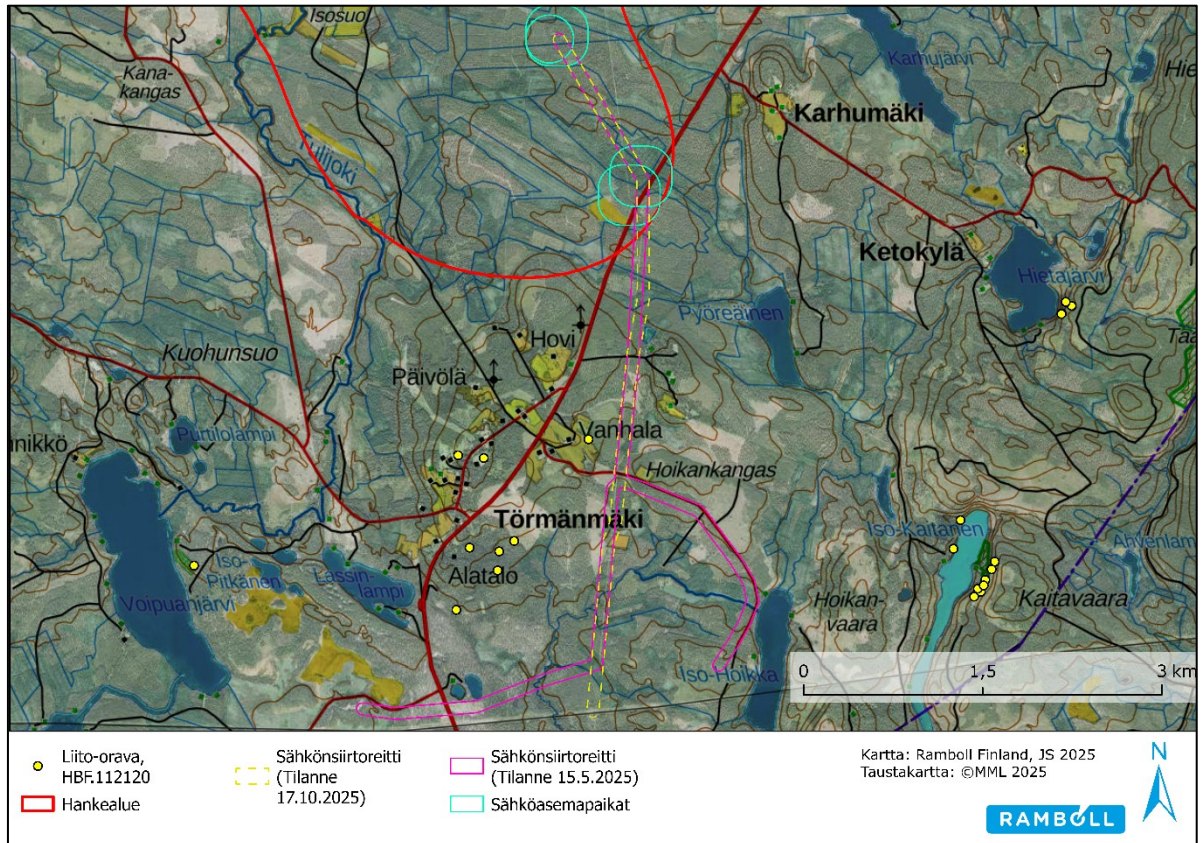 Isosuo
Kana-
kangas
Tulijoki
Karhujärvi
Karhumäki
Ketokylä
Hietajärvi
Pyöreäinen
Kuohunsuo
Hovi
Päivölä
Purtilolampi
Vanhala
Hoikankangas
Törmänmäki
Iso-
Pitkänen
Lassin-
lampi
Alatalo
Voipuanjärvi
Iso-Kaitanen
Ahvenlam
Hoikan-
vaara
Kaitavaara
Iso-Hoikka
0 1,5 3 km
Liito-orava,
HBF.112120
Hankealue
Sähkönsiirtoreitti
(Tilanne
17.10.2025)
Sähkönsiirtoreitti
(Tilanne 15.5.2025)
Sähköasemapaikat
Kartta: Ramboll Finland, JS 2025
Taustakartta: ©MML 2025
N
RAMBOLL